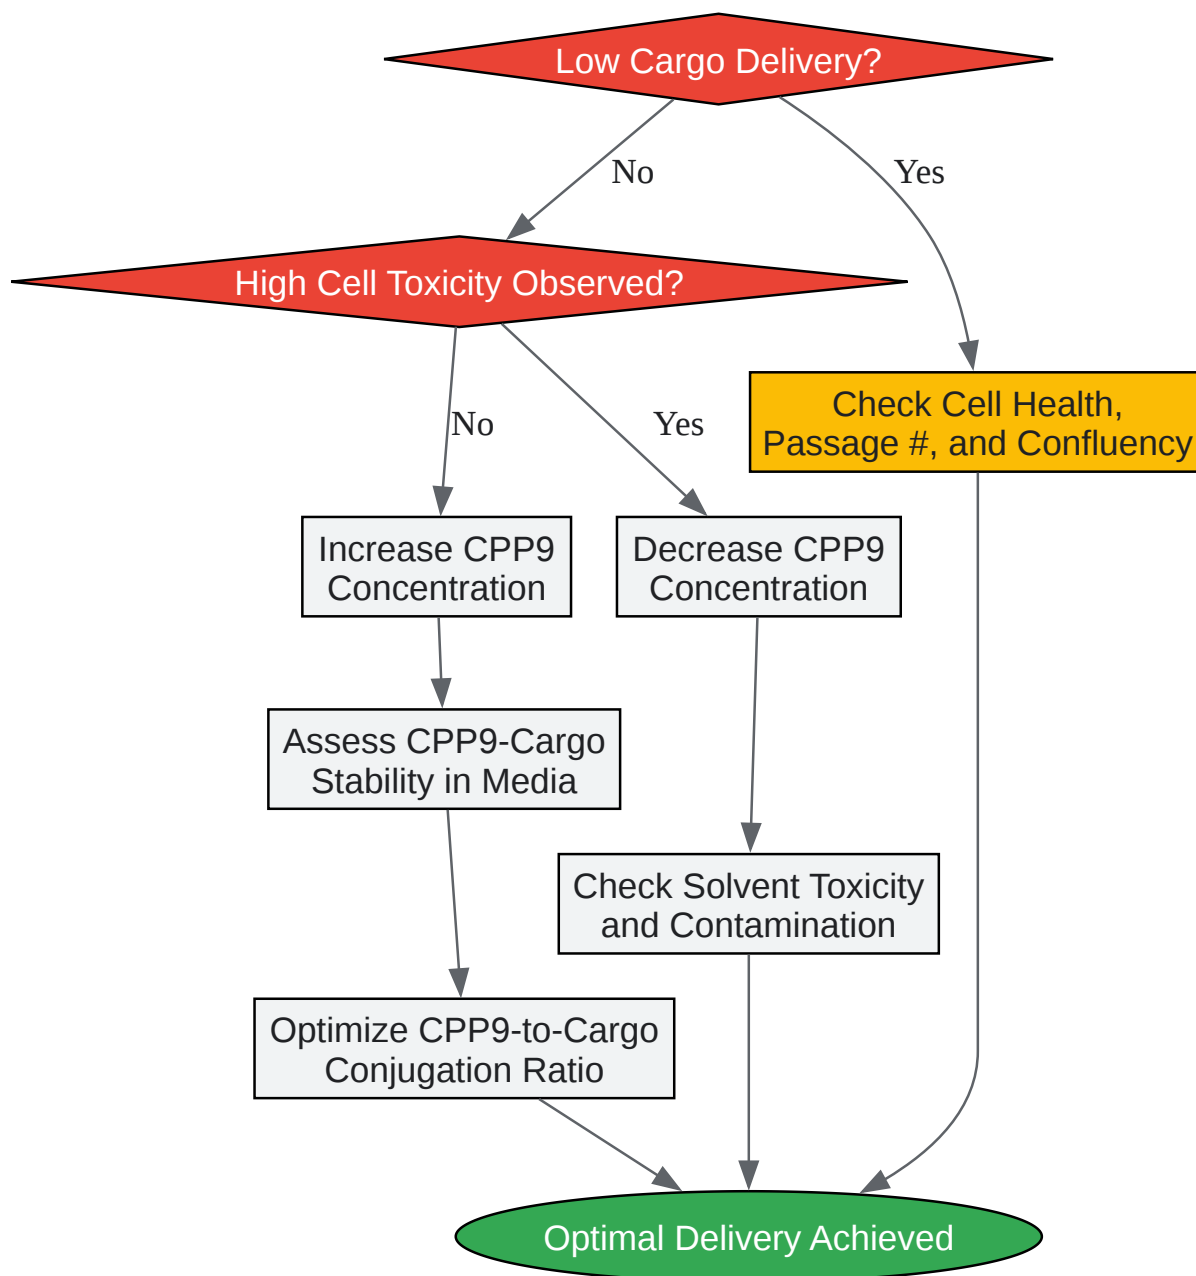 Low Cargo Delivery?
No
Yes
High Cell Toxicity Observed?
No
Yes
Check Cell Health,
Passage #, and Confluency
Increase CPP9
Concentration
Decrease CPP9
Concentration
Assess CPP9-Cargo
Stability in Media
Check Solvent Toxicity
and Contamination
Optimize CPP9-to-Cargo
Conjugation Ratio
Optimal Delivery Achieved